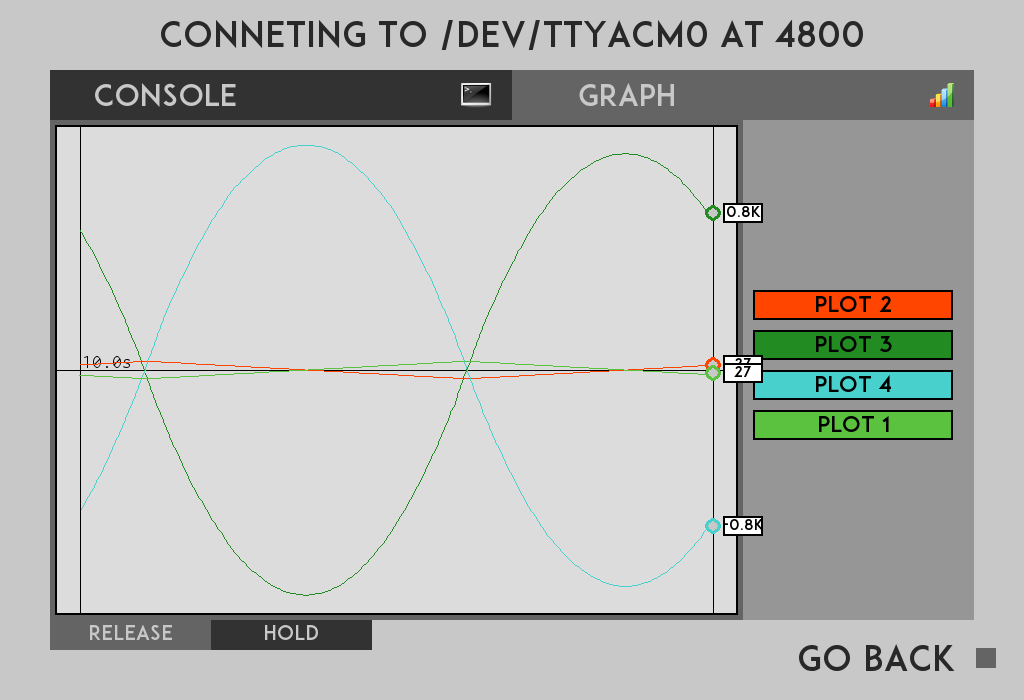 CONNETING TO /DEV/TTYACM0 AT 4800
CONSOLE
GRAPH
0.8K
PLOT 2
PLOT 3
10.0s
27
27
PLOT 4
PLOT 1
-0.8K
RELEASE
HOLD
GO BACK